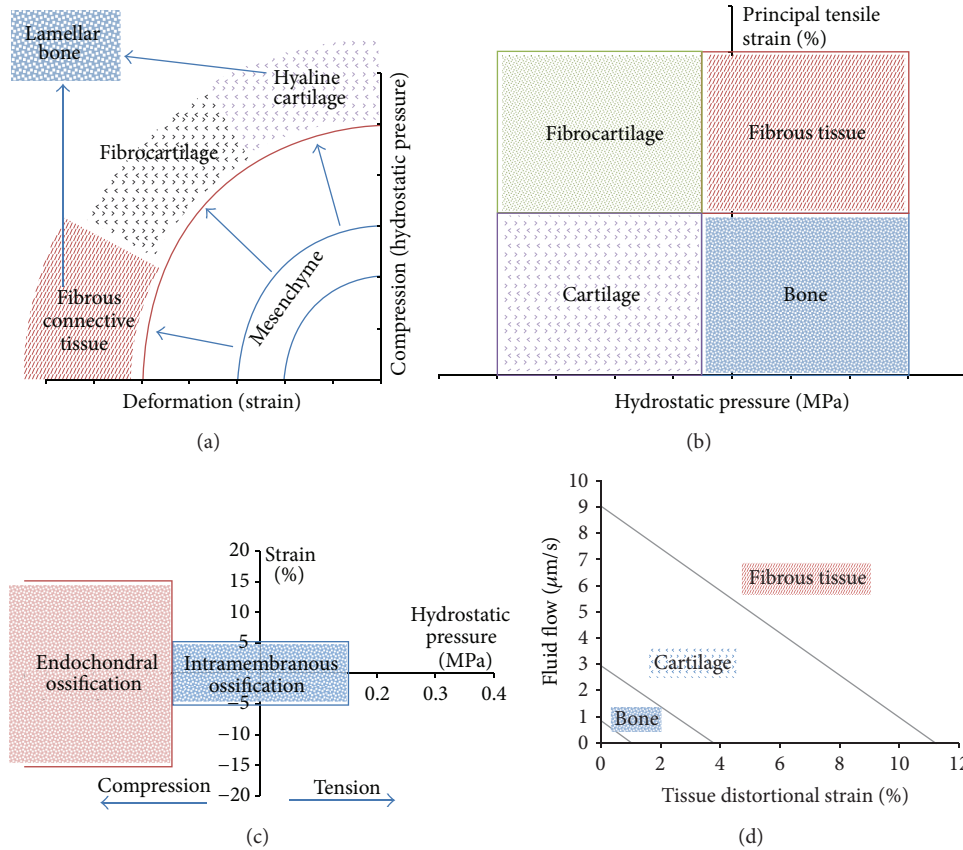 Lamellar
bone
Hyaline
cartilage
Fibrocartilage
Fibrous
connective
tissue
Mesenchyme
Compression (hydrostatic pressure)
Deformation (strain)
(a)
Principal tensile
strain (%)
Fibrocartilage
Fibrous tissue
Cartilage
Bone
Hydrostatic pressure (MPa)
(b)
Strain
(%)
20
15
10
5
−5
−10
−15
−20
Hydrostatic
pressure
(MPa)
0.2 0.3 0.4
Endochondral
ossification
Intramembranous
ossification
Compression
Tension
(c)
Fluid flow (μm/s)
10
9
8
7
6
5
4
3
2
1
0
Fibrous tissue
Cartilage
Bone
0 2 4 6 8 10 12
Tissue distortional strain (%)
(d)